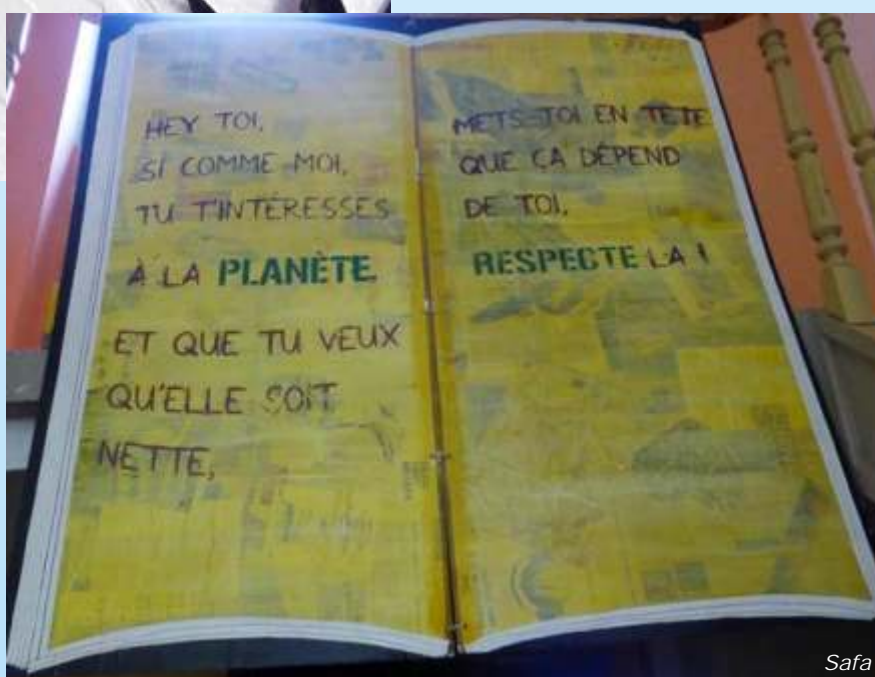 HEY TOI,
SI COMME MOI,
TU T'INTÉRESSES
À LA PLANÈTE
ET QUE TU VEUX
QU'ELLE SOIT
NETTE,
METS TOI EN TETE
QUE ÇA DÉPEND
DE TOI,
RESPECTE LA !
Safa